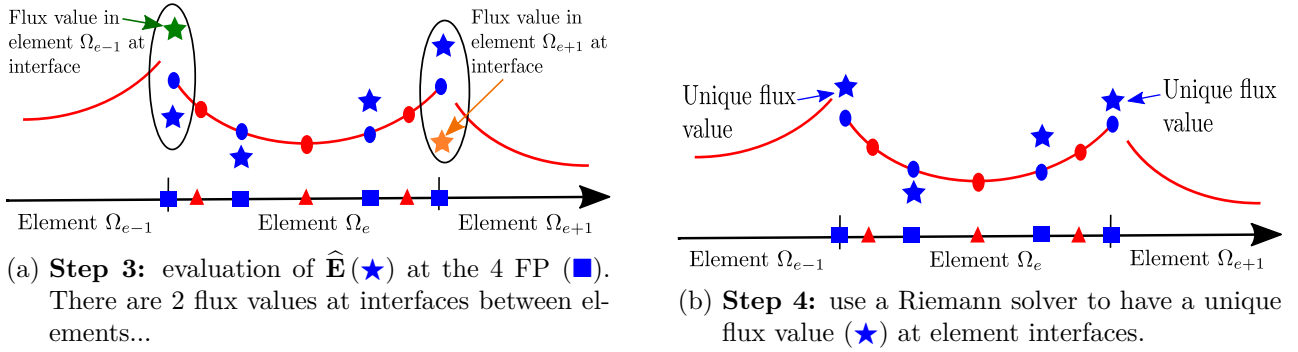 Flux value in
element Ω_{e−1} at
interface
Flux value in
element Ω_{e+1} at
interface
Element Ω_{e−1}
Element Ω_e
Element Ω_{e+1}
(a) Step 3: evaluation of Ê(★) at the 4 FP (■).
There are 2 flux values at interfaces between el-
ements...
Unique flux
value
Unique flux
value
Element Ω_{e−1}
Element Ω_e
Element Ω_{e+1}
(b) Step 4: use a Riemann solver to have a unique
flux value (★) at element interfaces.